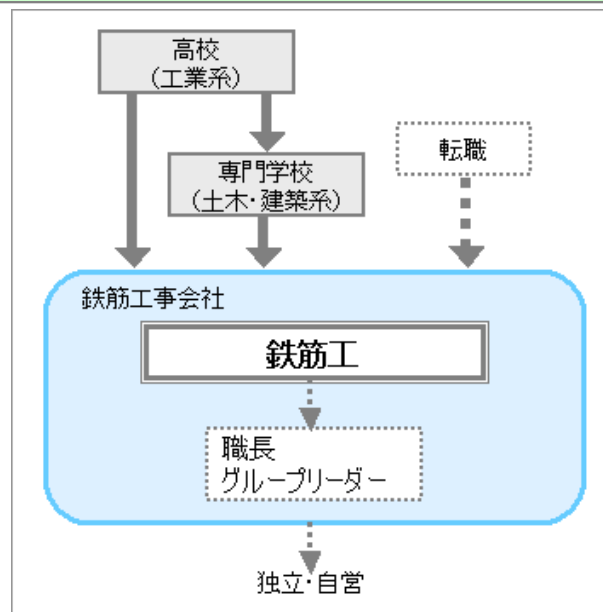 高校
(工業系)
転職
専門学校
(土木･建築系)
鉄筋工事会社
鉄筋工
職長
グループリーダー
独立･自営